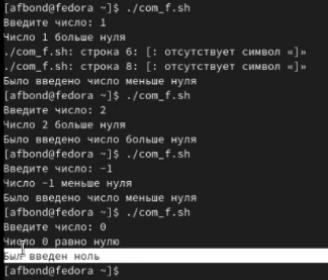 [afbond@fedora ~]$ ./com_f.sh
Введите число: 1
Число 1 больше нуля
./com_f.sh: строка 6: [: отсутствует символ «]»
./com_f.sh: строка 8: [: отсутствует символ «]»
Было введено число меньше нуля
[afbond@fedora ~]$ ./com_f.sh
Введите число: 2
Число 2 больше нуля
Было введено число больше нуля
[afbond@fedora ~]$ ./com_f.sh
Введите число: -1
Число -1 меньше нуля
Было введено число меньше нуля
[afbond@fedora ~]$ ./com_f.sh
Введите число: 0
Число 0 равно нулю
Был введен ноль
[afbond@fedora ~]$